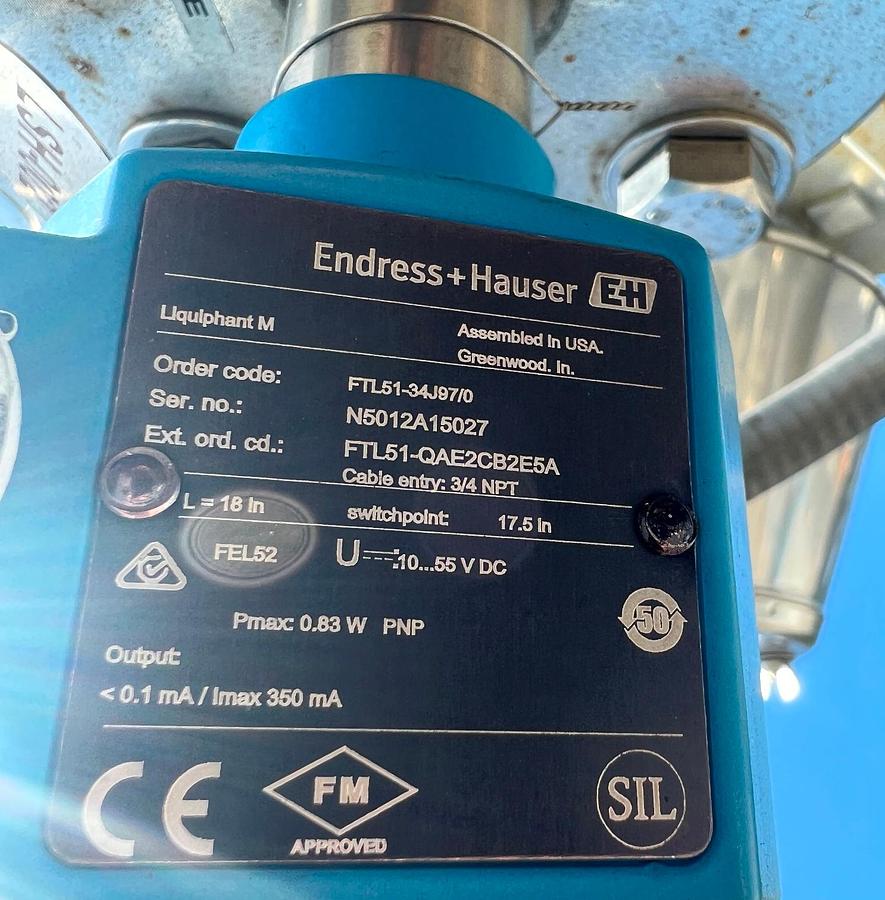 Endress+Hauser EH
Liquiphant M
Assembled in USA.
Greenwood. In.
Order code: FTL51-34J97/0
Ser. no.: N5012A15027
Ext. ord. cd.: FTL51-QAE2CB2E5A
Cable entry: 3/4 NPT
L = 18 in switchpoint: 17.5 in
FEL52 U⎓:10...55 V DC
Pmax: 0.83 W PNP
50
Output:
< 0.1 mA / Imax 350 mA
CE
FM
APPROVED
SIL